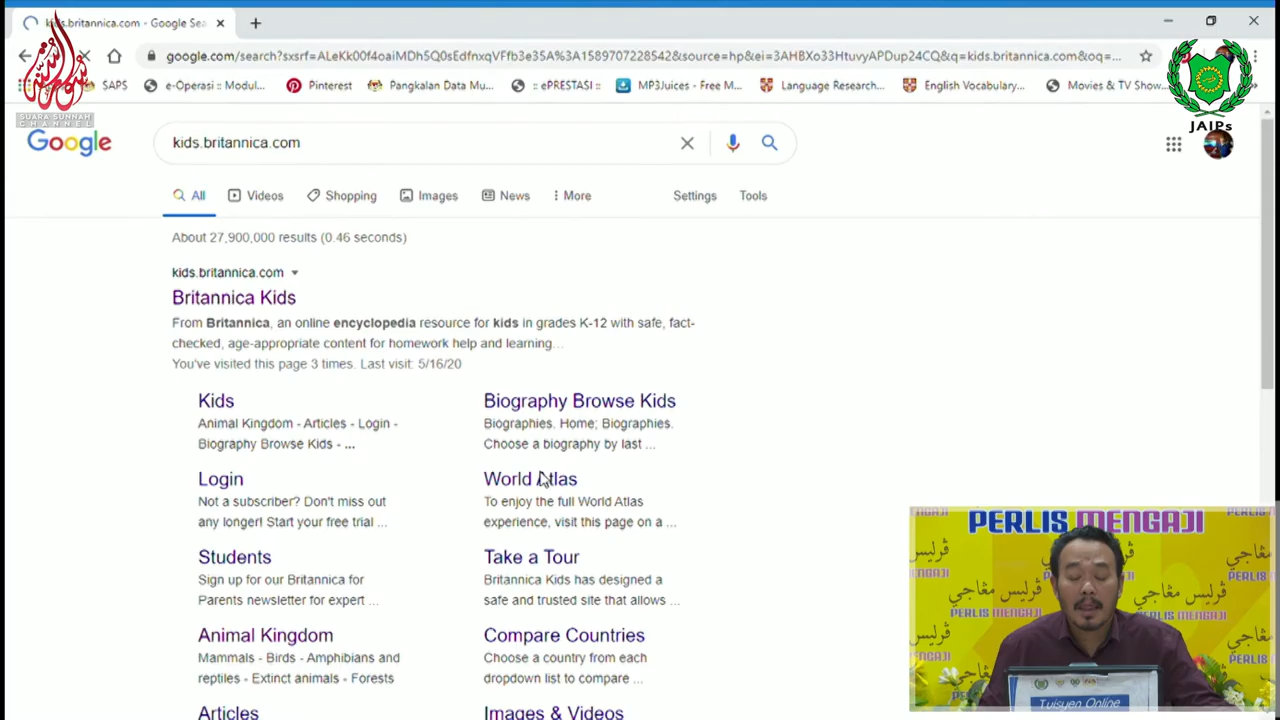 kids.britannica.com - Google Sea
google.com/search?sxsrf=ALeKk00f4oaiMDh5Q0sEdfnxqVFfb3e35A%3A1589707228542&source=hp&ei=3AHBXo33HtuvyAPDup24CQ&q=kids.britannica.com&oq=...
SAPS
e-Operasi :: Modul...
Pinterest
Pangkalan Data Mu...
:: ePRESTASI ::
MP3Juices - Free M...
Language Research...
English Vocabulary...
Movies & TV Show...
SUARA SUNNAH
CHANNEL
JAIPs
Google
kids.britannica.com
All
Videos
Shopping
Images
News
More
Settings
Tools
About 27,900,000 results (0.46 seconds)
kids.britannica.com
Britannica Kids
From Britannica, an online encyclopedia resource for kids in grades K-12 with safe, fact-
checked, age-appropriate content for homework help and learning...
You've visited this page 3 times. Last visit: 5/16/20
Kids
Animal Kingdom - Articles - Login -
Biography Browse Kids - ...
Biography Browse Kids
Biographies. Home; Biographies.
Choose a biography by last ...
Login
Not a subscriber? Don't miss out
any longer! Start your free trial ...
World Atlas
To enjoy the full World Atlas
experience, visit this page on a ...
Students
Sign up for our Britannica for
Parents newsletter for expert ...
Take a Tour
Britannica Kids has designed a
safe and trusted site that allows ...
Animal Kingdom
Mammals - Birds - Amphibians and
reptiles - Extinct animals - Forests
Compare Countries
Choose a country from each
dropdown list to compare ...
Articles
Images & Videos
PERLIS MENGAJI
ڤرليس مڠاجي
PERLIS MENGAJI
ڤرليس مڠاجي
PERLIS MENGAJI
Tuisyen Online